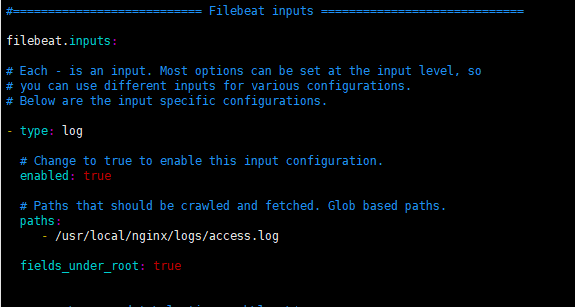 #=========================== Filebeat inputs =============================
filebeat.inputs:
# Each - is an input. Most options can be set at the input level, so
# you can use different inputs for various configurations.
# Below are the input specific configurations.
- type: log
# Change to true to enable this input configuration.
enabled: true
# Paths that should be crawled and fetched. Glob based paths.
paths:
- /usr/local/nginx/logs/access.log
fields_under_root: true